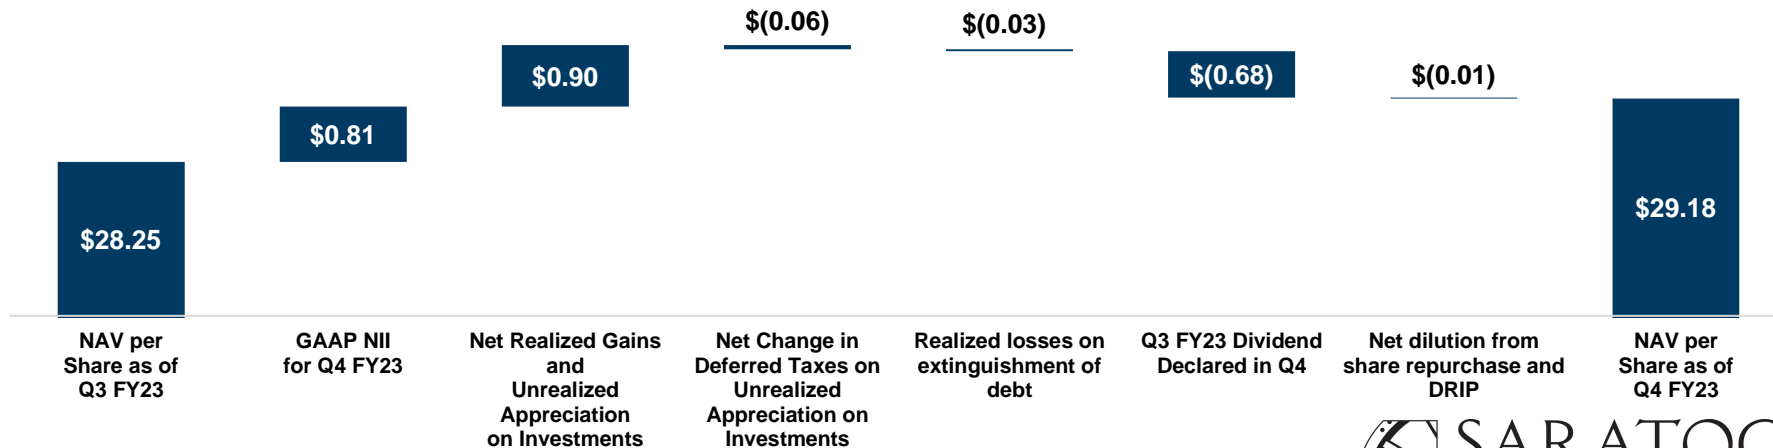 $(0.06)
$(0.03)
$0.90
$(0.68)
$(0.01)
$0.81
$28.25
$29.18
NAV per
Share as of
Q3 FY23
GAAP NII
for Q4 FY23
Net Realized Gains
and
Unrealized
Appreciation
on Investments
Net Change in
Deferred Taxes on
Unrealized
Appreciation on
Investments
Realized losses on
extinguishment of
debt
Q3 FY23 Dividend
Declared in Q4
Net dilution from
share repurchase and
DRIP
NAV per
Share as of
Q4 FY23